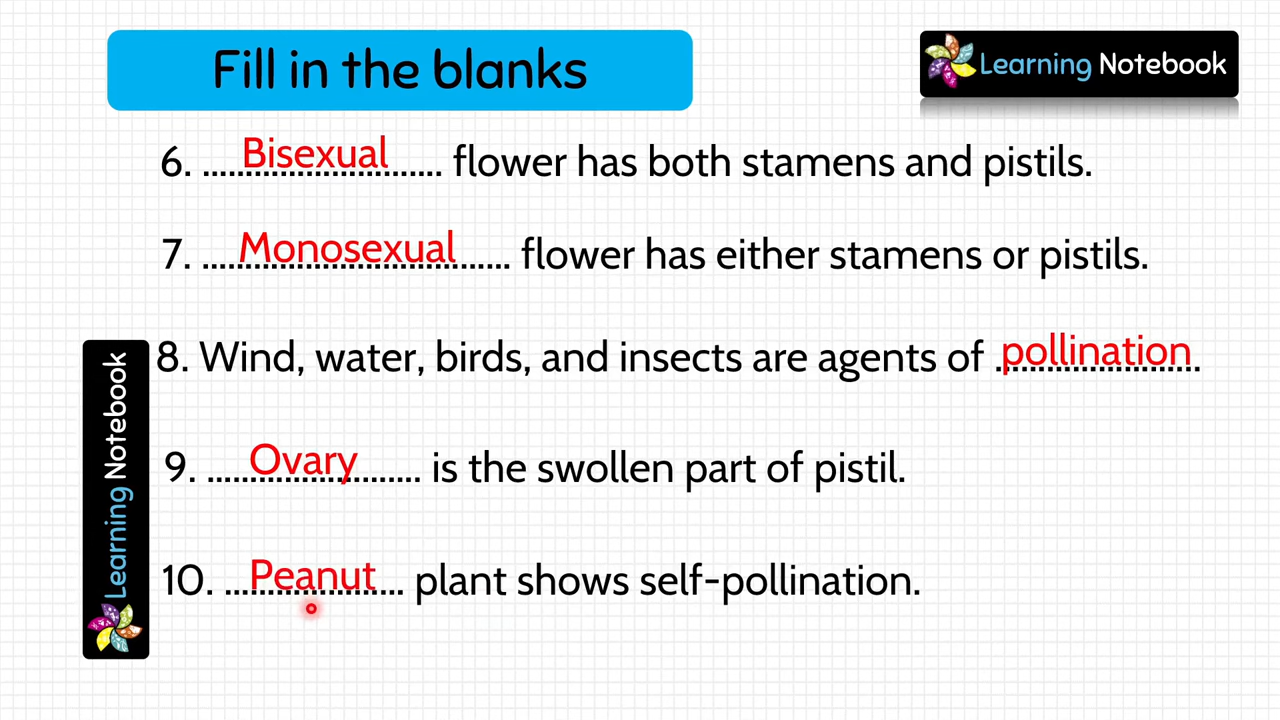 Fill in the blanks
Learning Notebook
6. ....Bisexual.... flower has both stamens and pistils.
7. ....Monosexual.... flower has either stamens or pistils.
8. Wind, water, birds, and insects are agents of .pollination.
9. ....Ovary.... is the swollen part of pistil.
10. ...Peanut... plant shows self-pollination.
Learning Notebook